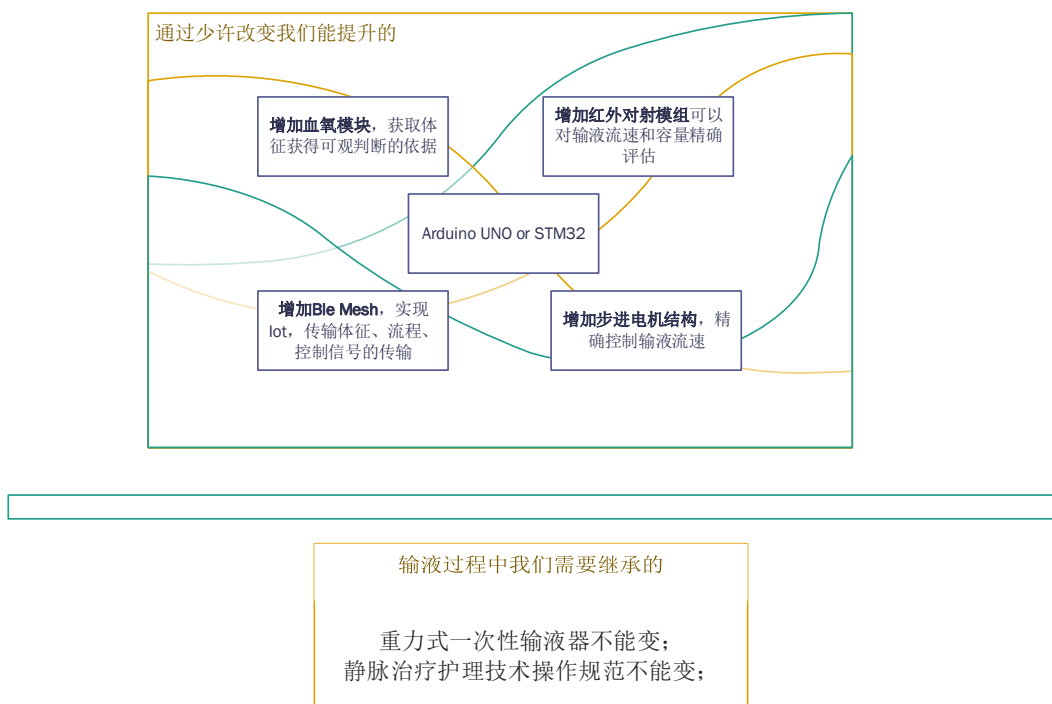 通过少许改变我们能提升的
增加血氧模块，获取体
征获得可观判断的依据
增加红外对射模组可以
对输液流速和容量精确
评估
Arduino UNO or STM32
增加Ble Mesh，实现
Iot，传输体征、流程、
控制信号的传输
增加步进电机结构，精
确控制输液流速
输液过程中我们需要继承的
重力式一次性输液器不能变；
静脉治疗护理技术操作规范不能变；